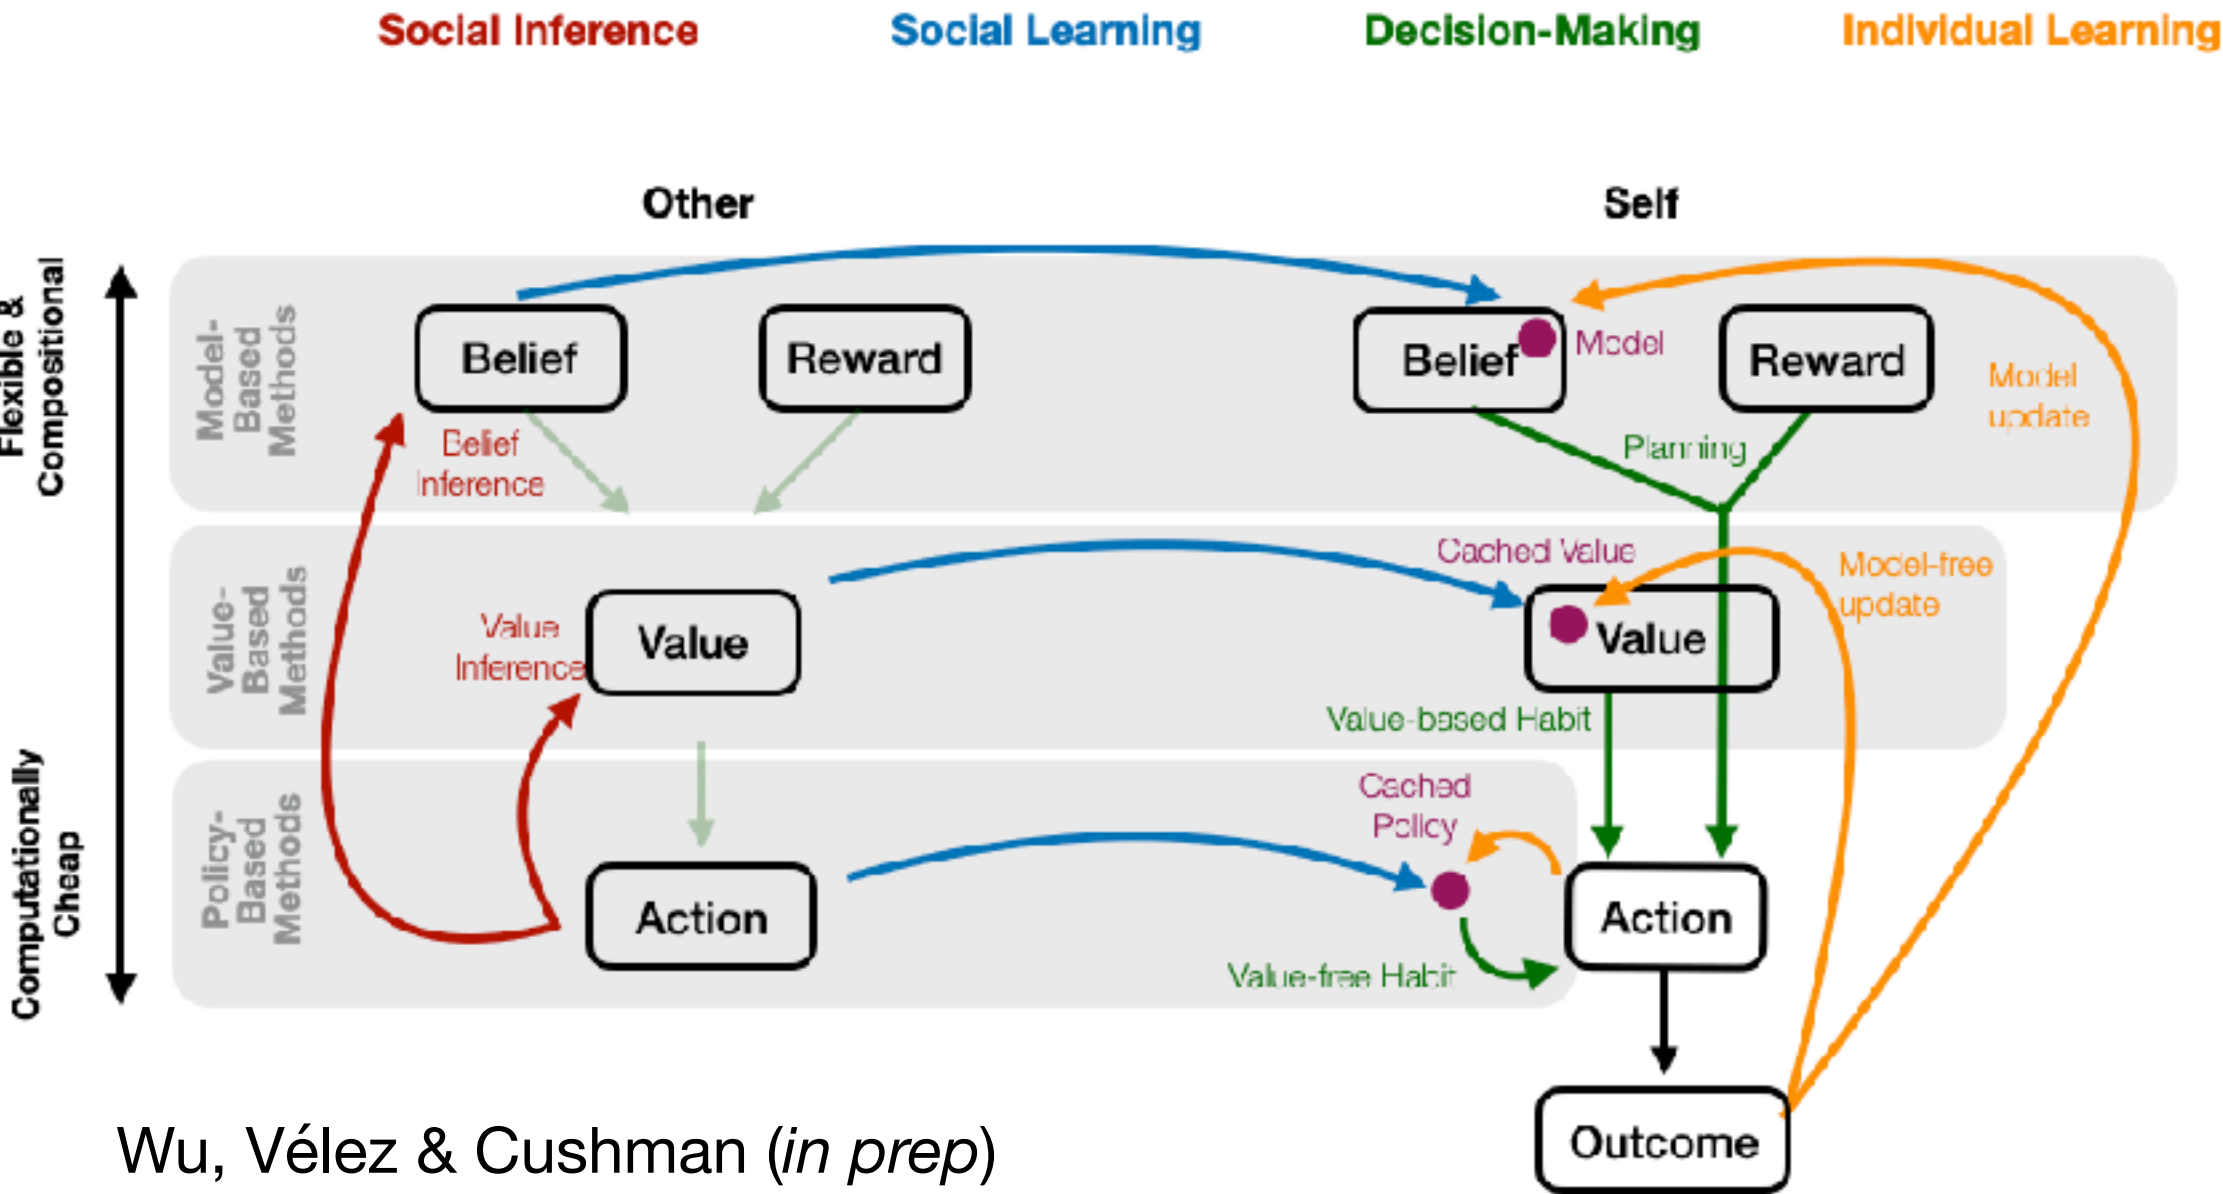 Social Inference
Social Learning
Decision-Making
Individual Learning
Other
Self
Flexible &
Compositional
Computationally
Cheap
Model-
Based
Methods
Belief
Reward
Belief
Model
Reward
Model
update
Belief
Inference
Planning
Value-
Based
Methods
Value
Inference
Value
Cached Value
Value
Model-free
update
Value-based Habit
Policy-
Based
Methods
Action
Cached
Policy
Action
Value-free Habit
Outcome
Wu, Vélez & Cushman (in prep)